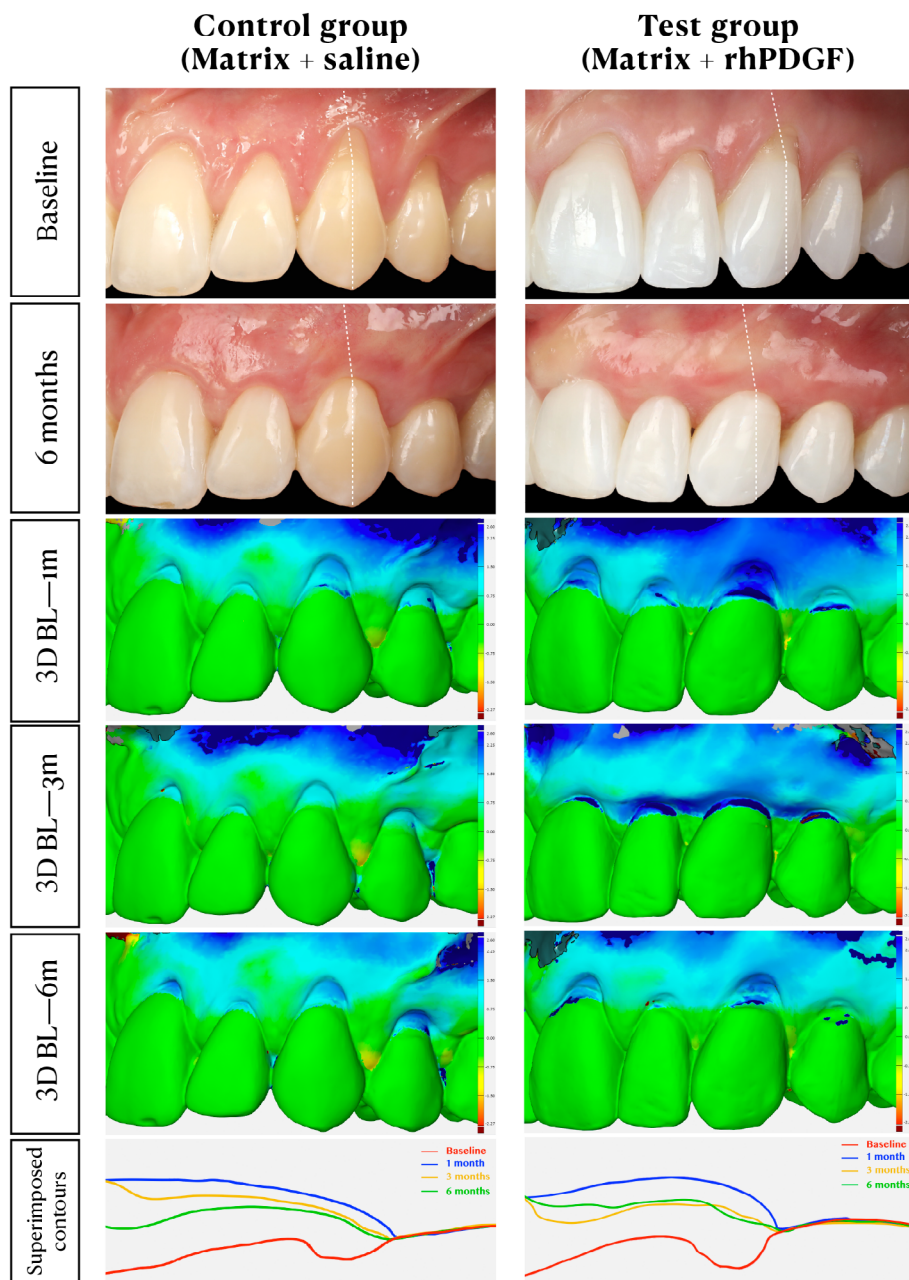 Control group
(Matrix + saline)
Test group
(Matrix + rhPDGF)
Baseline
6 months
3D BL—1m
3D BL—3m
3D BL—6m
Superimposed
contours
Baseline
1 month
3 months
6 months
Baseline
1 month
3 months
6 months